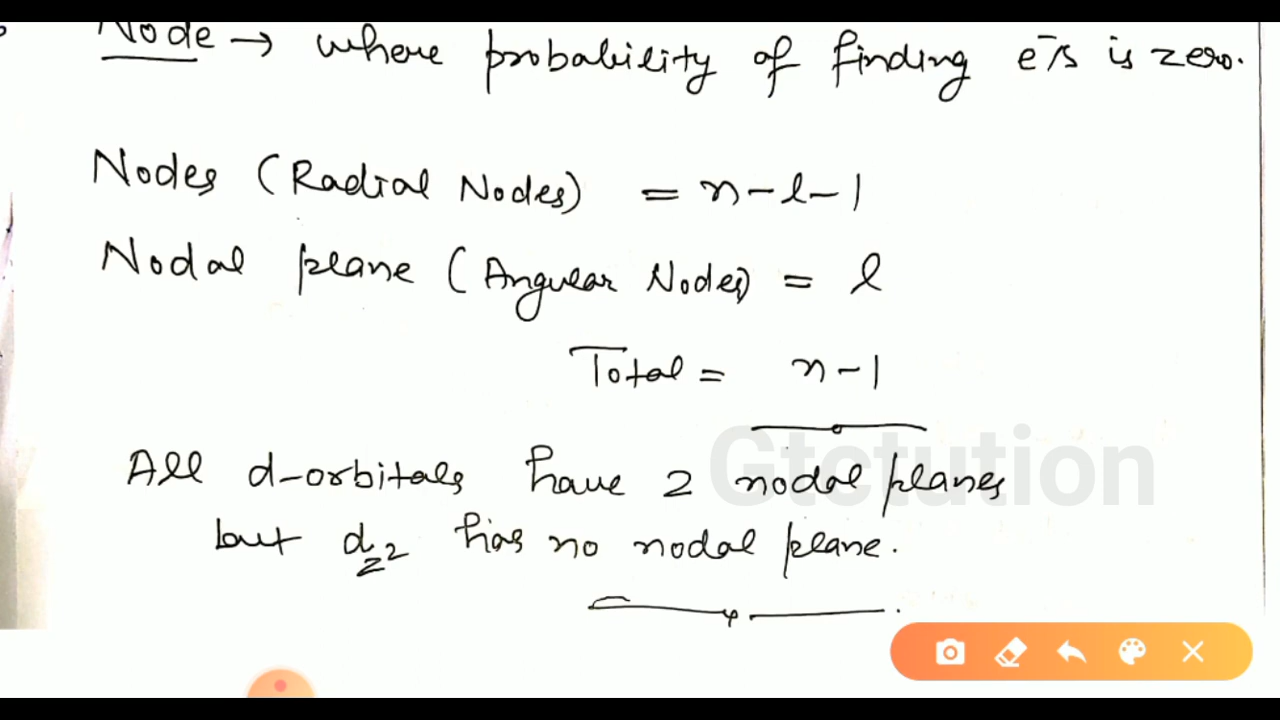 Node → where probability of finding e⁻/s is zero.
Nodes (Radial Nodes) = n-l-1
Nodal plane (Angular Nodes) = l
Total = n-1
Gtctution
All d-orbitals have 2 nodal planes
but dz2 has no nodal plane.